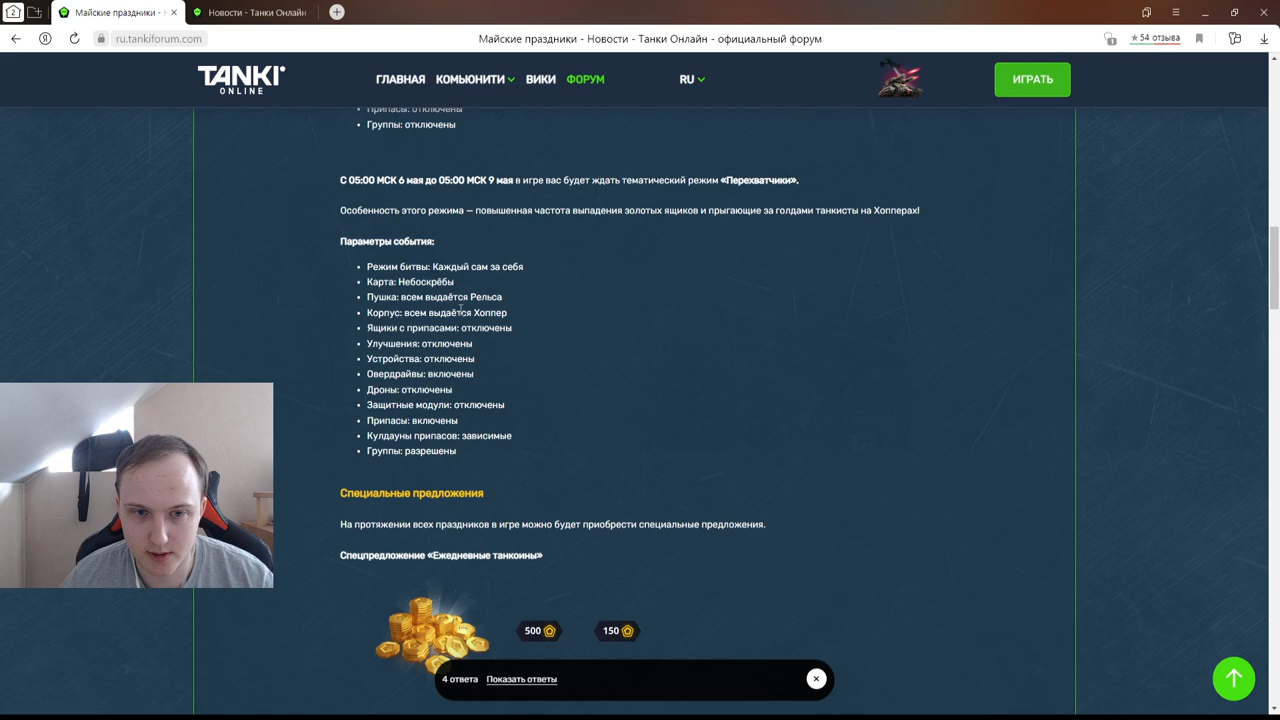 2
Майские праздники -
Новости - Танки Онлайн
ru.tankiforum.com
Майские праздники - Новости - Танки Онлайн - официальный форум
1
★ 54 отзыва
TANKI
ONLINE
ГЛАВНАЯ
КОМЬЮНИТИ
ВИКИ
ФОРУМ
RU
ИГРАТЬ
Припасы: отключены
Группы: отключены
С 05:00 МСК 6 мая до 05:00 МСК 9 мая в игре вас будет ждать тематический режим «Перехватчики».
Особенность этого режима — повышенная частота выпадения золотых ящиков и прыгающие за голдами танкисты на Хопперах!
Параметры события:
Режим битвы: Каждый сам за себя
Карта: Небоскрёбы
Пушка: всем выдаётся Рельса
Корпус: всем выдаётся Хоппер
Ящики с припасами: отключены
Улучшения: отключены
Устройства: отключены
Овердрайвы: включены
Дроны: отключены
Защитные модули: отключены
Припасы: включены
Кулдауны припасов: зависимые
Группы: разрешены
Специальные предложения
На протяжении всех праздников в игре можно будет приобрести специальные предложения.
Спецпредложение «Ежедневные танкоины»
500
150
4 ответа Показать ответы